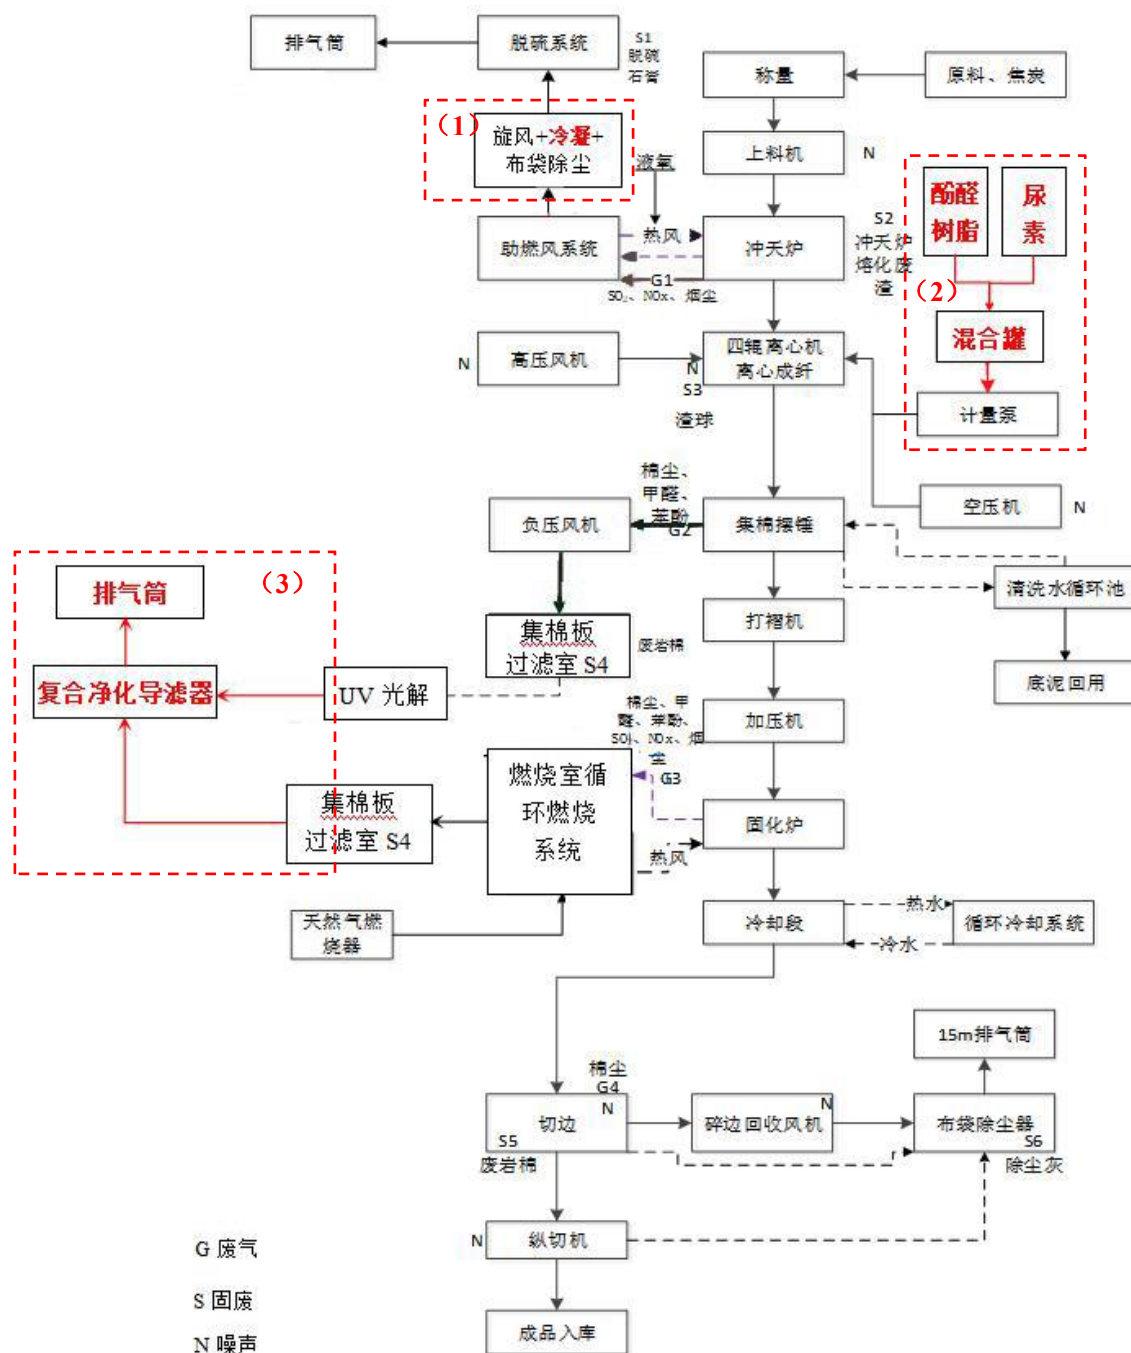 排气筒
脱硫系统
S1
脱硫
石膏
称量
原料、焦炭
（1）
旋风+冷凝+
布袋除尘
上料机
N
液氧
酚醛
树脂
尿
素
助燃风系统
热风
冲天炉
S2
冲天炉
熔化废
渣
G1
SO₂、NOx、烟尘
（2）
混合罐
N
高压风机
四辊离心机
离心成纤
N
S3
渣球
计量泵
棉尘、
甲醛、
苯酚
G2
负压风机
集棉摆锤
空压机
N
（3）
排气筒
清洗水循环池
集棉板
过滤室 S4
废岩棉
打褶机
复合净化导滤器
UV 光解
底泥回用
棉尘、甲
醛、苯酚、
SO₂、NOx、烟
尘
G3
加压机
燃烧室循
环燃烧
系统
集棉板
过滤室 S4
固化炉
热风
天然气燃
烧器
冷却段
热水
冷水
循环冷却系统
15m排气筒
棉尘
G4
N
切边
S5
废岩棉
碎边回收风机
N
布袋除尘器
S6
除尘灰
N
纵切机
G 废气
S 固废
成品入库
N 噪声